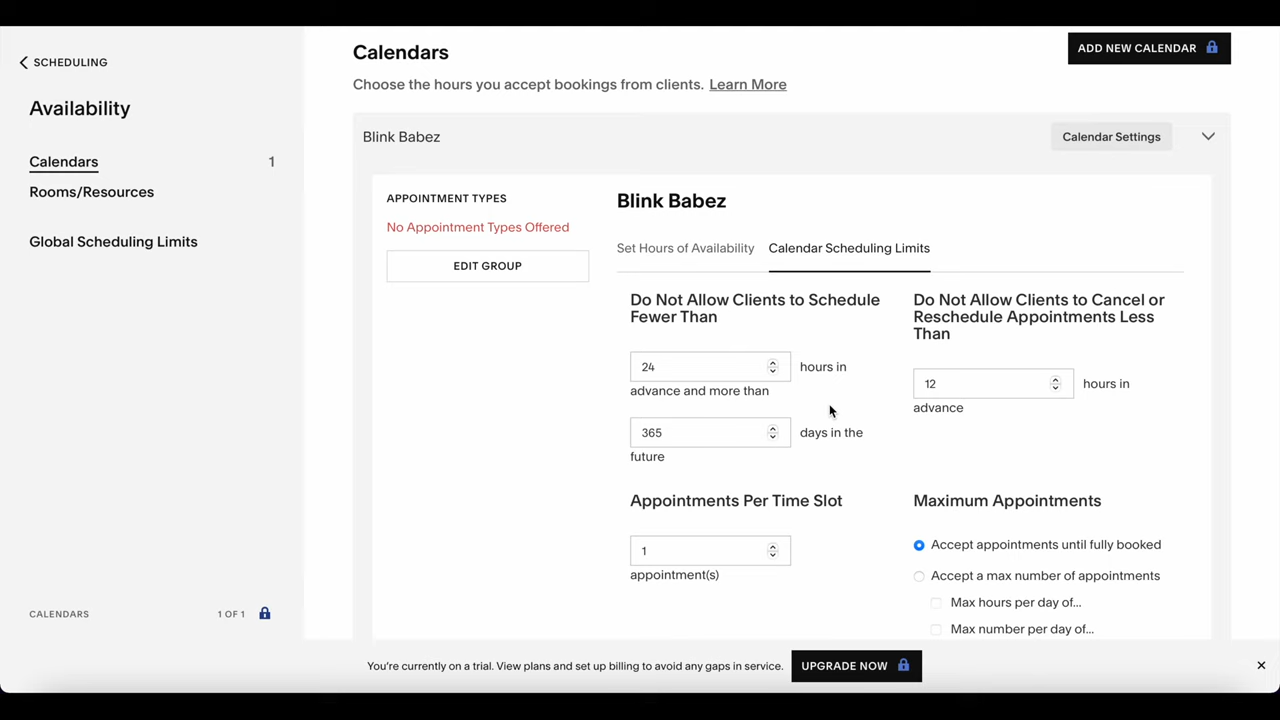 SCHEDULING
Availability
Calendars 1
Rooms/Resources
Global Scheduling Limits
CALENDARS 1 OF 1
Calendars
ADD NEW CALENDAR
Choose the hours you accept bookings from clients. Learn More
Blink Babez
Calendar Settings
APPOINTMENT TYPES
No Appointment Types Offered
EDIT GROUP
Blink Babez
Set Hours of Availability
Calendar Scheduling Limits
Do Not Allow Clients to Schedule
Fewer Than
24 hours in
advance and more than
365 days in the
future
Do Not Allow Clients to Cancel or
Reschedule Appointments Less
Than
12 hours in
advance
Appointments Per Time Slot
1
appointment(s)
Maximum Appointments
Accept appointments until fully booked
Accept a max number of appointments
Max hours per day of...
Max number per day of...
You're currently on a trial. View plans and set up billing to avoid any gaps in service.
UPGRADE NOW